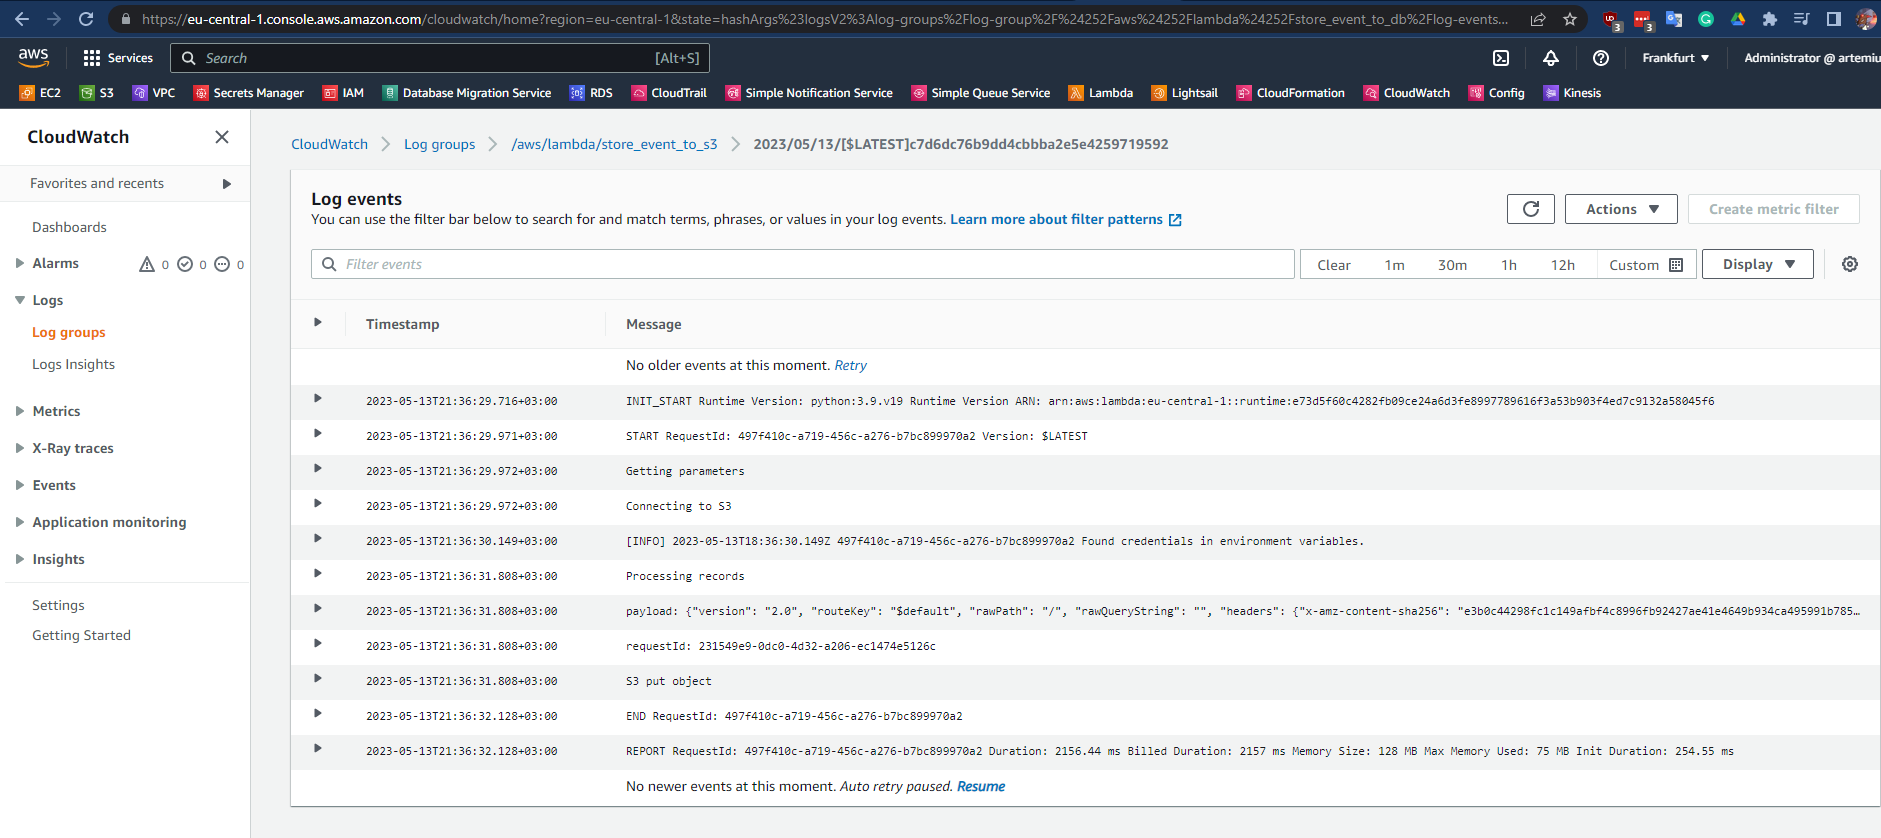 https://eu-central-1.console.aws.amazon.com/cloudwatch/home?region=eu-central-1&state=hashArgs%23logsV2%3Alog-groups%2Flog-group%2F%24252Faws%24252Flambda%24252Fstore_event_to_db%2Flog-events...
3
3
aws
Services
Search
[Alt+S]
Frankfurt
Administrator @ artemiu
EC2 S3 VPC Secrets Manager IAM Database Migration Service RDS CloudTrail Simple Notification Service Simple Queue Service Lambda Lightsail CloudFormation CloudWatch Config Kinesis
CloudWatch
Favorites and recents
Dashboards
Alarms 0 0 0
Logs
Log groups
Logs Insights
Metrics
X-Ray traces
Events
Application monitoring
Insights
Settings
Getting Started
CloudWatch Log groups /aws/lambda/store_event_to_s3 2023/05/13/[$LATEST]c7d6dc76b9dd4cbbba2e5e4259719592
Log events
You can use the filter bar below to search for and match terms, phrases, or values in your log events. Learn more about filter patterns
Actions
Create metric filter
Filter events
Clear 1m 30m 1h 12h Custom
Display
Timestamp Message
No older events at this moment. Retry
2023-05-13T21:36:29.716+03:00 INIT_START Runtime Version: python:3.9.v19 Runtime Version ARN: arn:aws:lambda:eu-central-1::runtime:e73d5f60c4282fb09ce24a6d3fe8997789616f3a53b903f4ed7c9132a58045f6
2023-05-13T21:36:29.971+03:00 START RequestId: 497f410c-a719-456c-a276-b7bc899970a2 Version: $LATEST
2023-05-13T21:36:29.972+03:00 Getting parameters
2023-05-13T21:36:29.972+03:00 Connecting to S3
2023-05-13T21:36:30.149+03:00 [INFO] 2023-05-13T18:36:30.149Z 497f410c-a719-456c-a276-b7bc899970a2 Found credentials in environment variables.
2023-05-13T21:36:31.808+03:00 Processing records
2023-05-13T21:36:31.808+03:00 payload: {"version": "2.0", "routeKey": "$default", "rawPath": "/", "rawQueryString": "", "headers": {"x-amz-content-sha256": "e3b0c44298fc1c149afbf4c8996fb92427ae41e4649b934ca495991b785...
2023-05-13T21:36:31.808+03:00 requestId: 231549e9-0dc0-4d32-a206-ec1474e5126c
2023-05-13T21:36:31.808+03:00 S3 put object
2023-05-13T21:36:32.128+03:00 END RequestId: 497f410c-a719-456c-a276-b7bc899970a2
2023-05-13T21:36:32.128+03:00 REPORT RequestId: 497f410c-a719-456c-a276-b7bc899970a2 Duration: 2156.44 ms Billed Duration: 2157 ms Memory Size: 128 MB Max Memory Used: 75 MB Init Duration: 254.55 ms
No newer events at this moment. Auto retry paused. Resume